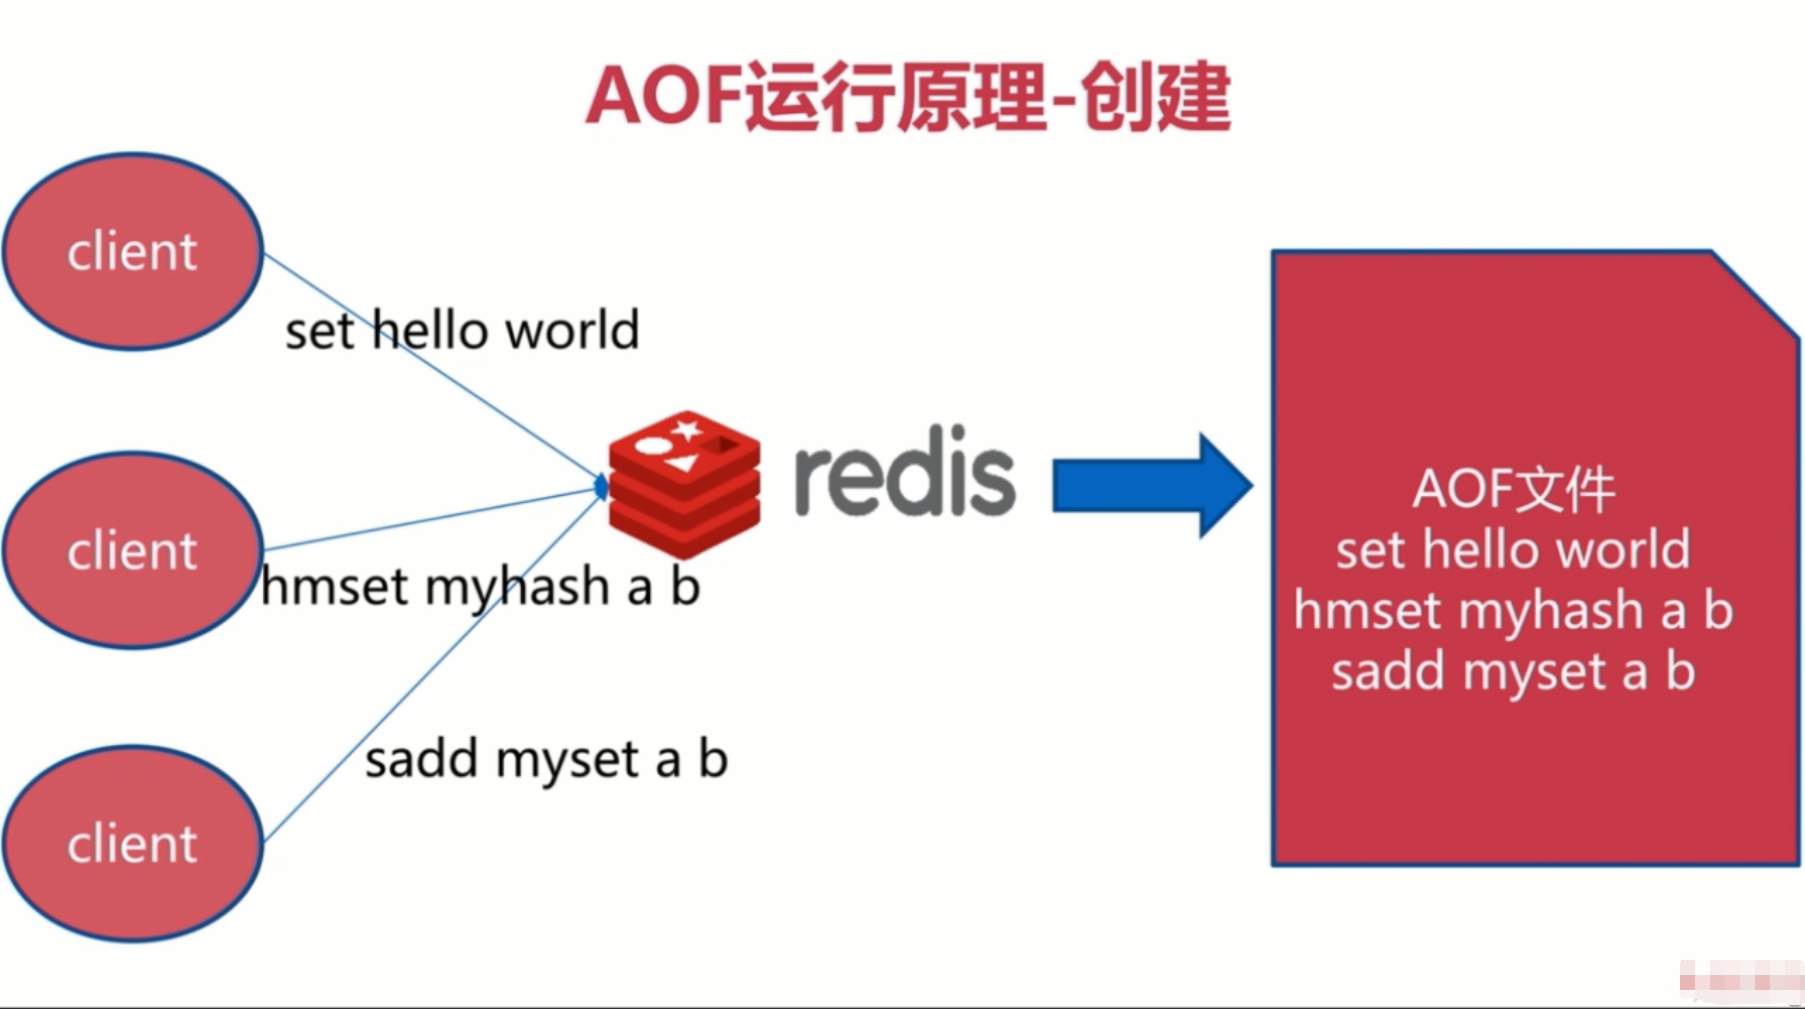 AOF运行原理-创建
client
set hello world
redis
client
hmset myhash a b
sadd myset a b
client
AOF文件
set hello world
hmset myhash a b
sadd myset a b